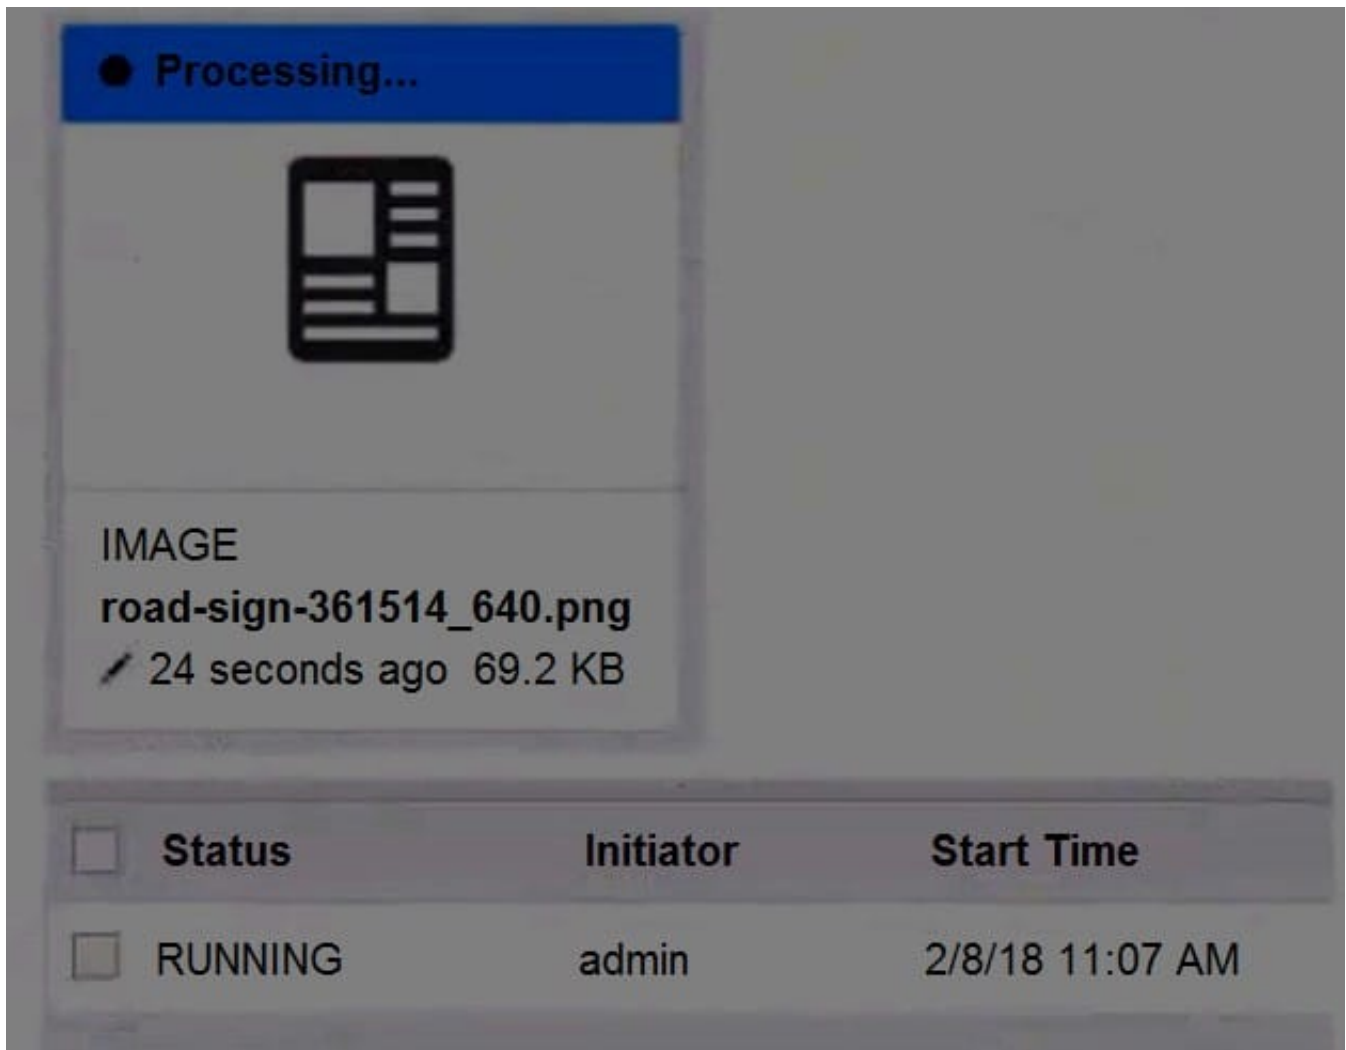 Processing...
IMAGE
road-sign-361514_640.png
24 seconds ago 69.2 KB
Status Initiator Start Time
RUNNING admin 2/8/18 11:07 AM